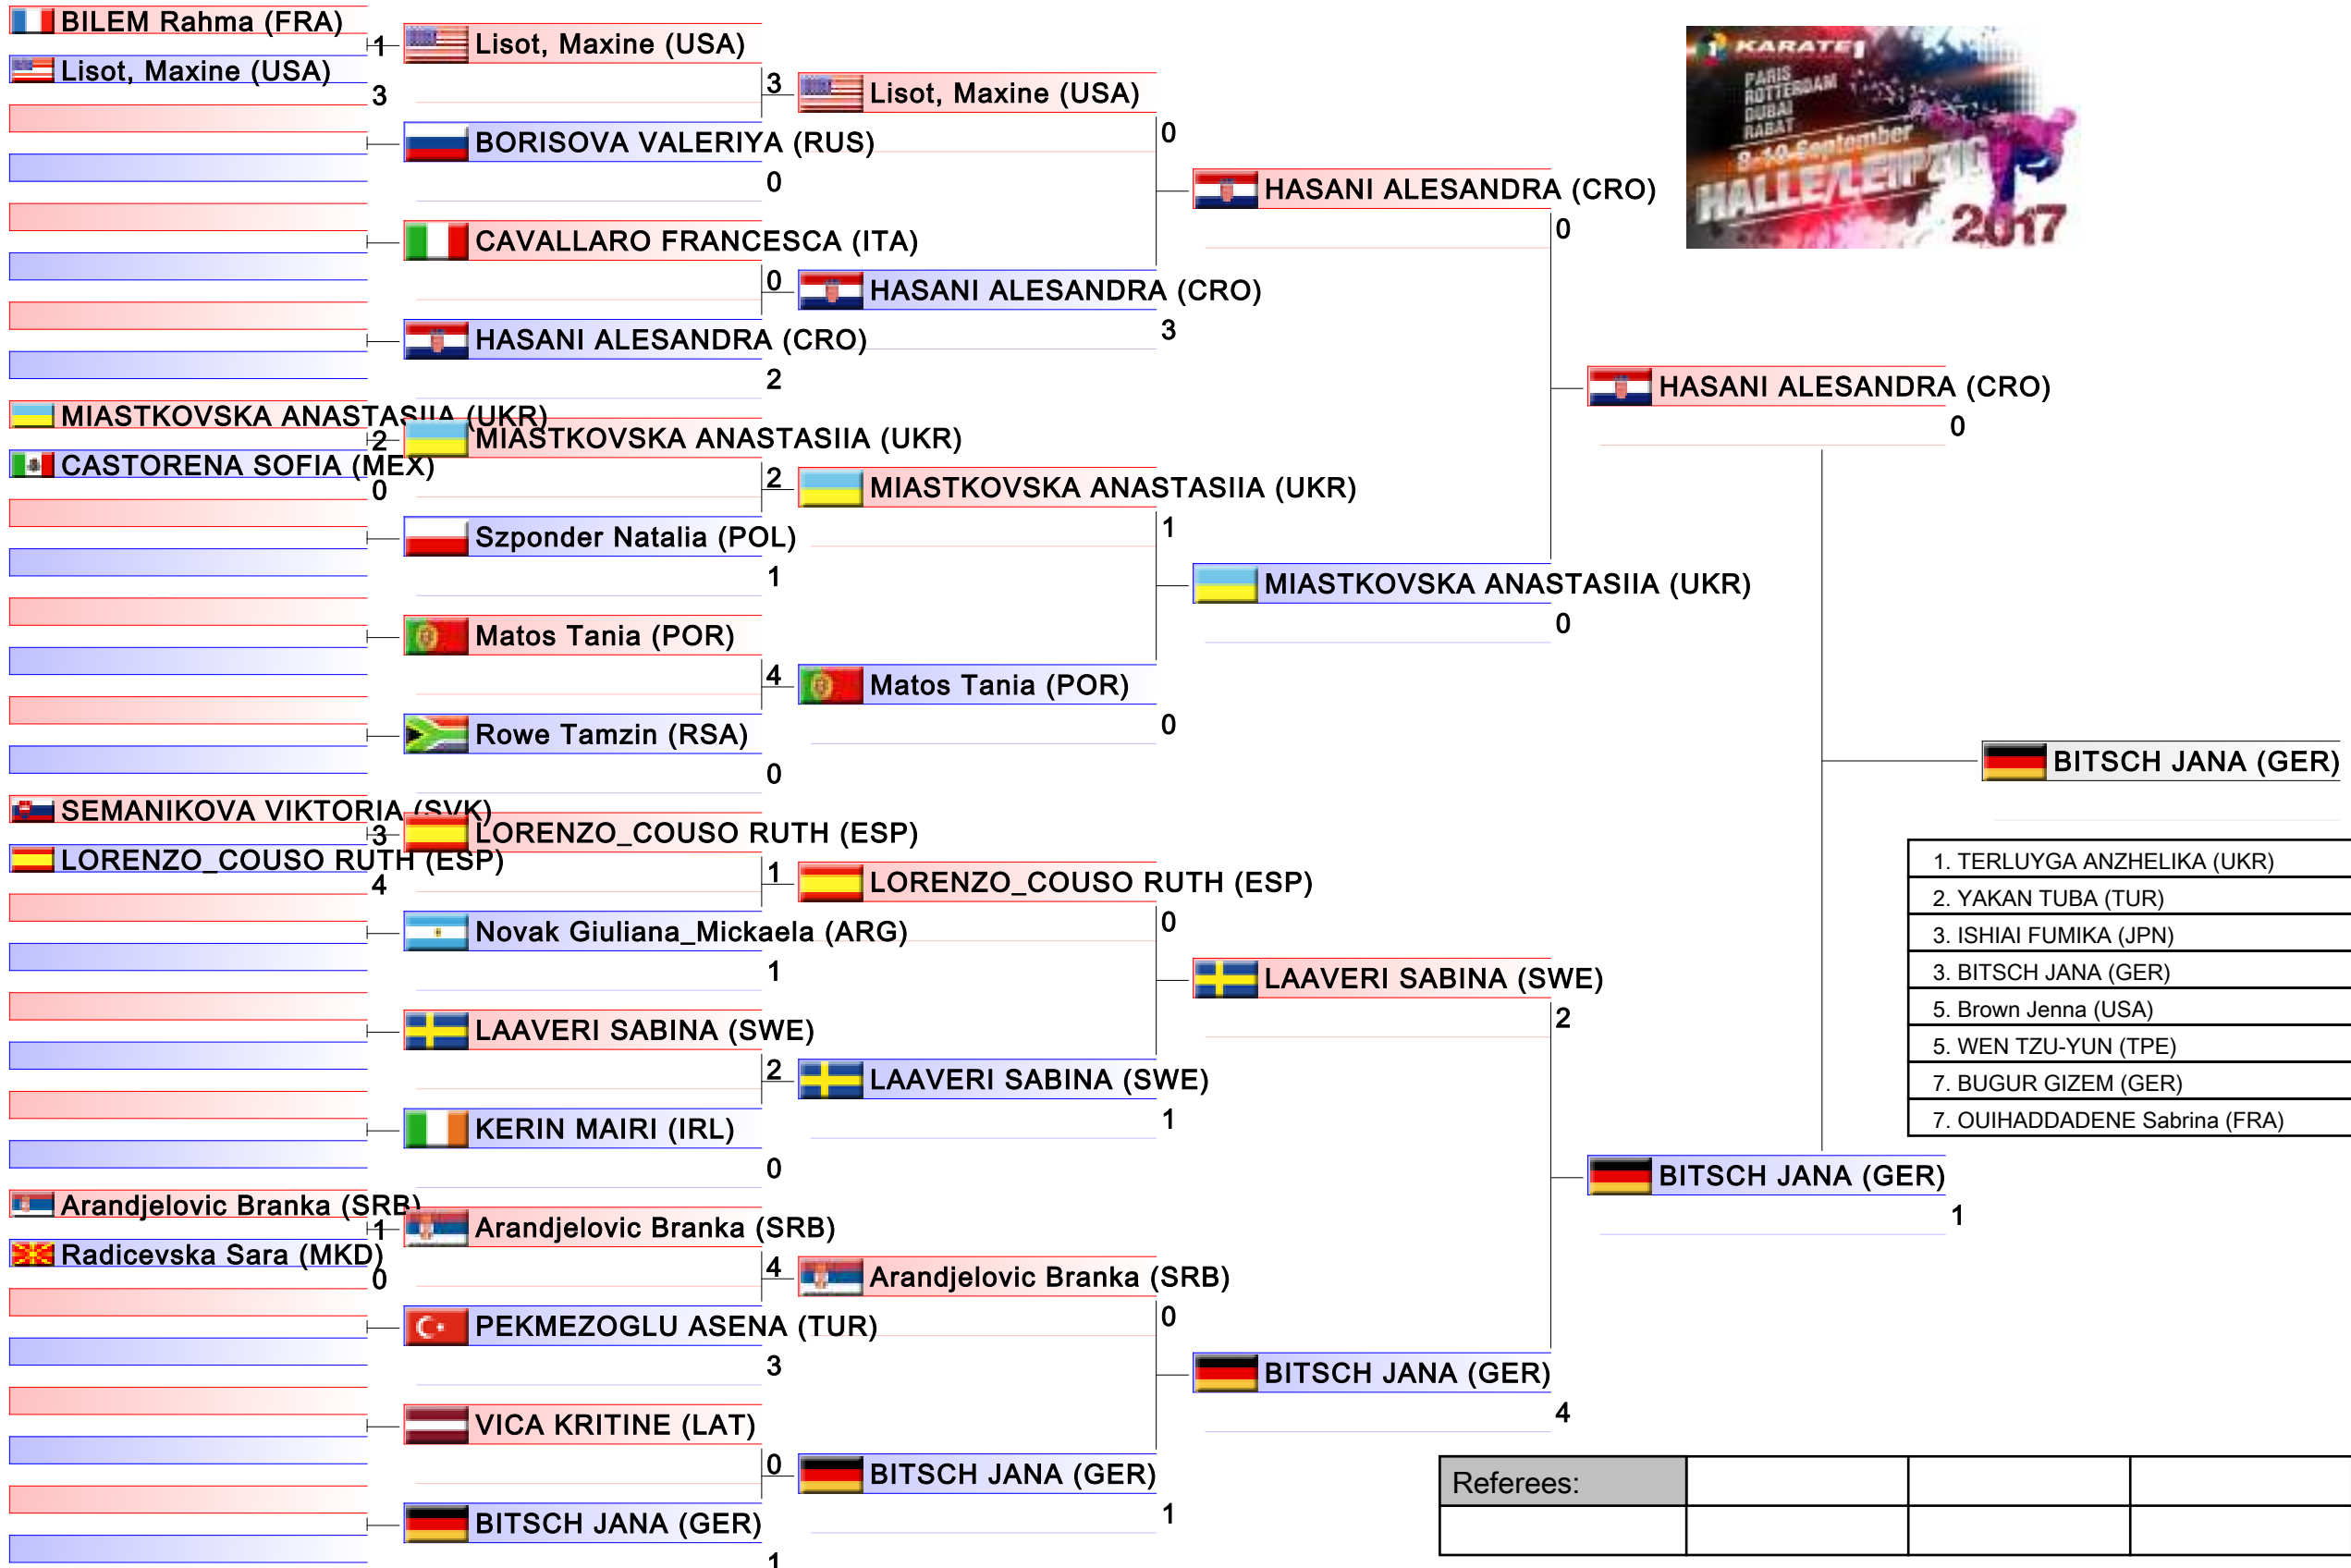 BILEM Rahma (FRA)
1
Lisot, Maxine (USA)
3
MIASTKOVSKA ANASTASIIA (UKR)
2
CASTORENA SOFIA (MEX)
0
SEMANIKOVA VIKTORIA (SVK)
3
LORENZO_COUSO RUTH (ESP)
4
Arandjelovic Branka (SRB)
1
Radicevska Sara (MKD)
0
Lisot, Maxine (USA)
3
BORISOVA VALERIYA (RUS)
0
CAVALLARO FRANCESCA (ITA)
0
HASANI ALESANDRA (CRO)
2
MIASTKOVSKA ANASTASIIA (UKR)
2
Szponder Natalia (POL)
1
Matos Tania (POR)
4
Rowe Tamzin (RSA)
0
LORENZO_COUSO RUTH (ESP)
1
Novak Giuliana_Mickaela (ARG)
1
LAAVERI SABINA (SWE)
2
KERIN MAIRI (IRL)
0
Arandjelovic Branka (SRB)
4
PEKMEZOGLU ASENA (TUR)
3
VICA KRITINE (LAT)
0
BITSCH JANA (GER)
1
Lisot, Maxine (USA)
0
HASANI ALESANDRA (CRO)
3
MIASTKOVSKA ANASTASIIA (UKR)
1
Matos Tania (POR)
0
LORENZO_COUSO RUTH (ESP)
0
LAAVERI SABINA (SWE)
1
Arandjelovic Branka (SRB)
0
BITSCH JANA (GER)
1
HASANI ALESANDRA (CRO)
0
MIASTKOVSKA ANASTASIIA (UKR)
0
LAAVERI SABINA (SWE)
2
BITSCH JANA (GER)
4
HASANI ALESANDRA (CRO)
0
BITSCH JANA (GER)
1
BITSCH JANA (GER)
KARATE1
PARIS
ROTTERDAM
DUBAI
RABAT
9-10 September
HALLE/LEIPZIG
2017
1. TERLUYGA ANZHELIKA (UKR)
2. YAKAN TUBA (TUR)
3. ISHIAI FUMIKA (JPN)
3. BITSCH JANA (GER)
5. Brown Jenna (USA)
5. WEN TZU-YUN (TPE)
7. BUGUR GIZEM (GER)
7. OUIHADDADENE Sabrina (FRA)
Referees: